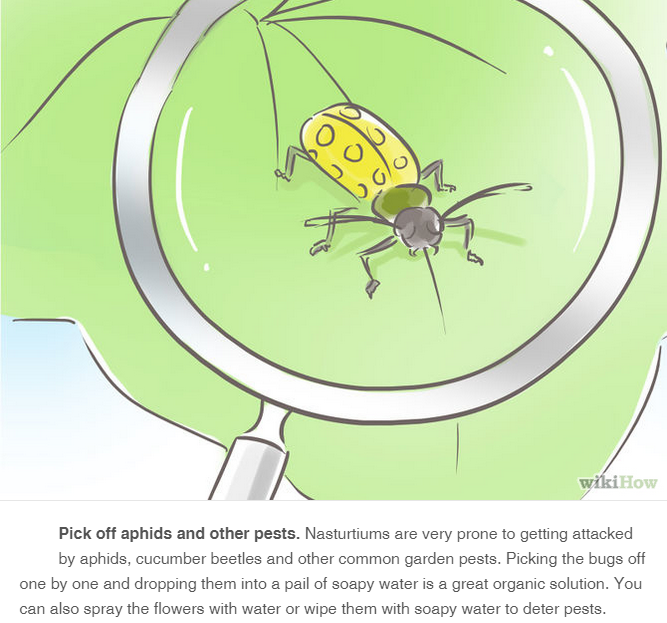 wikiHow
Pick off aphids and other pests. Nasturtiums are very prone to getting attacked
by aphids, cucumber beetles and other common garden pests. Picking the bugs off
one by one and dropping them into a pail of soapy water is a great organic solution. You
can also spray the flowers with water or wipe them with soapy water to deter pests.